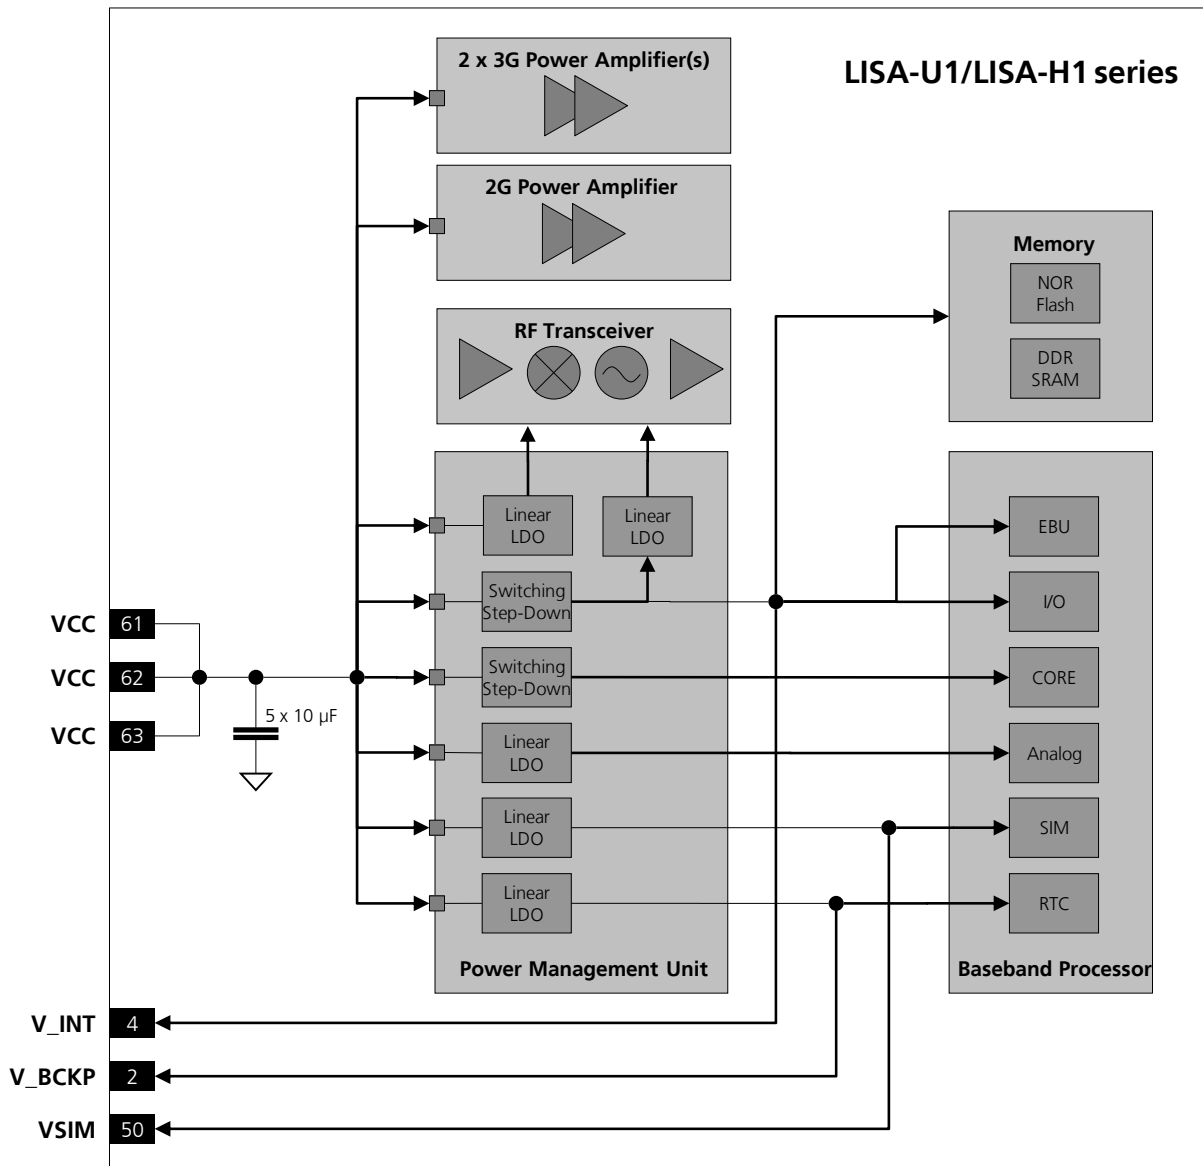 LISA-U1/LISA-H1 series
2 x 3G Power Amplifier(s)
2G Power Amplifier
RF Transceiver
Memory
NOR
Flash
DDR
SRAM
Linear
LDO
Linear
LDO
Switching
Step-Down
Switching
Step-Down
Linear
LDO
Linear
LDO
Linear
LDO
Power Management Unit
EBU
I/O
CORE
Analog
SIM
RTC
Baseband Processor
VCC 61
VCC 62
VCC 63
5 x 10 µF
V_INT 4
V_BCKP 2
VSIM 50